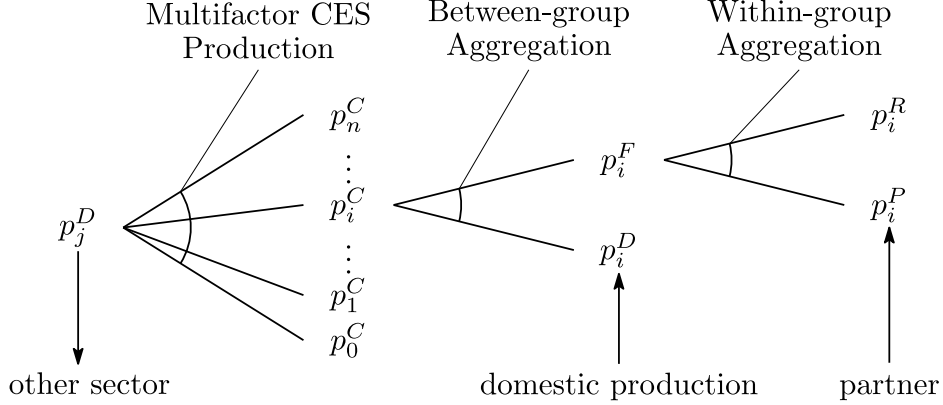 Multifactor CES
Production
Between-group
Aggregation
Within-group
Aggregation
$p_n^C$
⋮
$p_i^C$
⋮
$p_1^C$
$p_0^C$
$p_j^D$
$p_i^F$
$p_i^D$
$p_i^R$
$p_i^P$
other sector
domestic production
partner